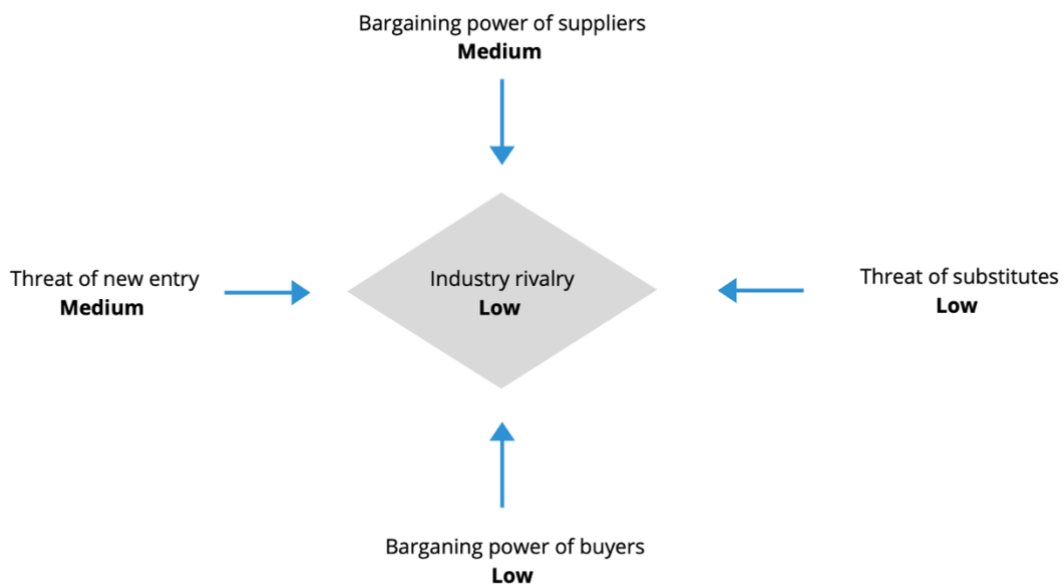 Bargaining power of suppliers
Medium
Threat of new entry
Medium
Industry rivalry
Low
Threat of substitutes
Low
Barganing power of buyers
Low